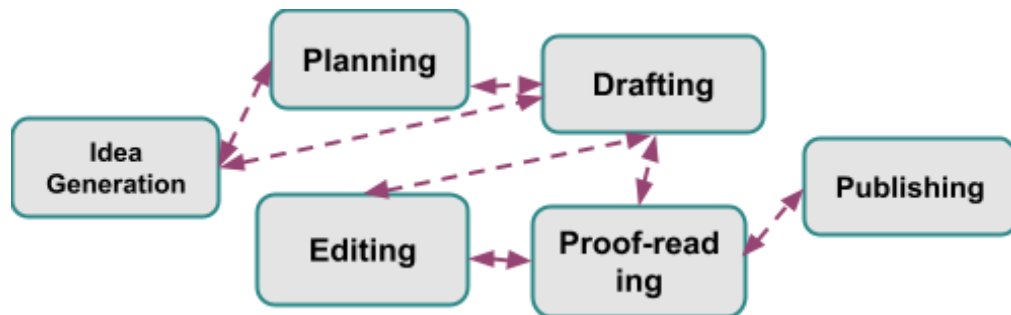 Planning
Drafting
Idea
Generation
Publishing
Editing
Proof-read
ing